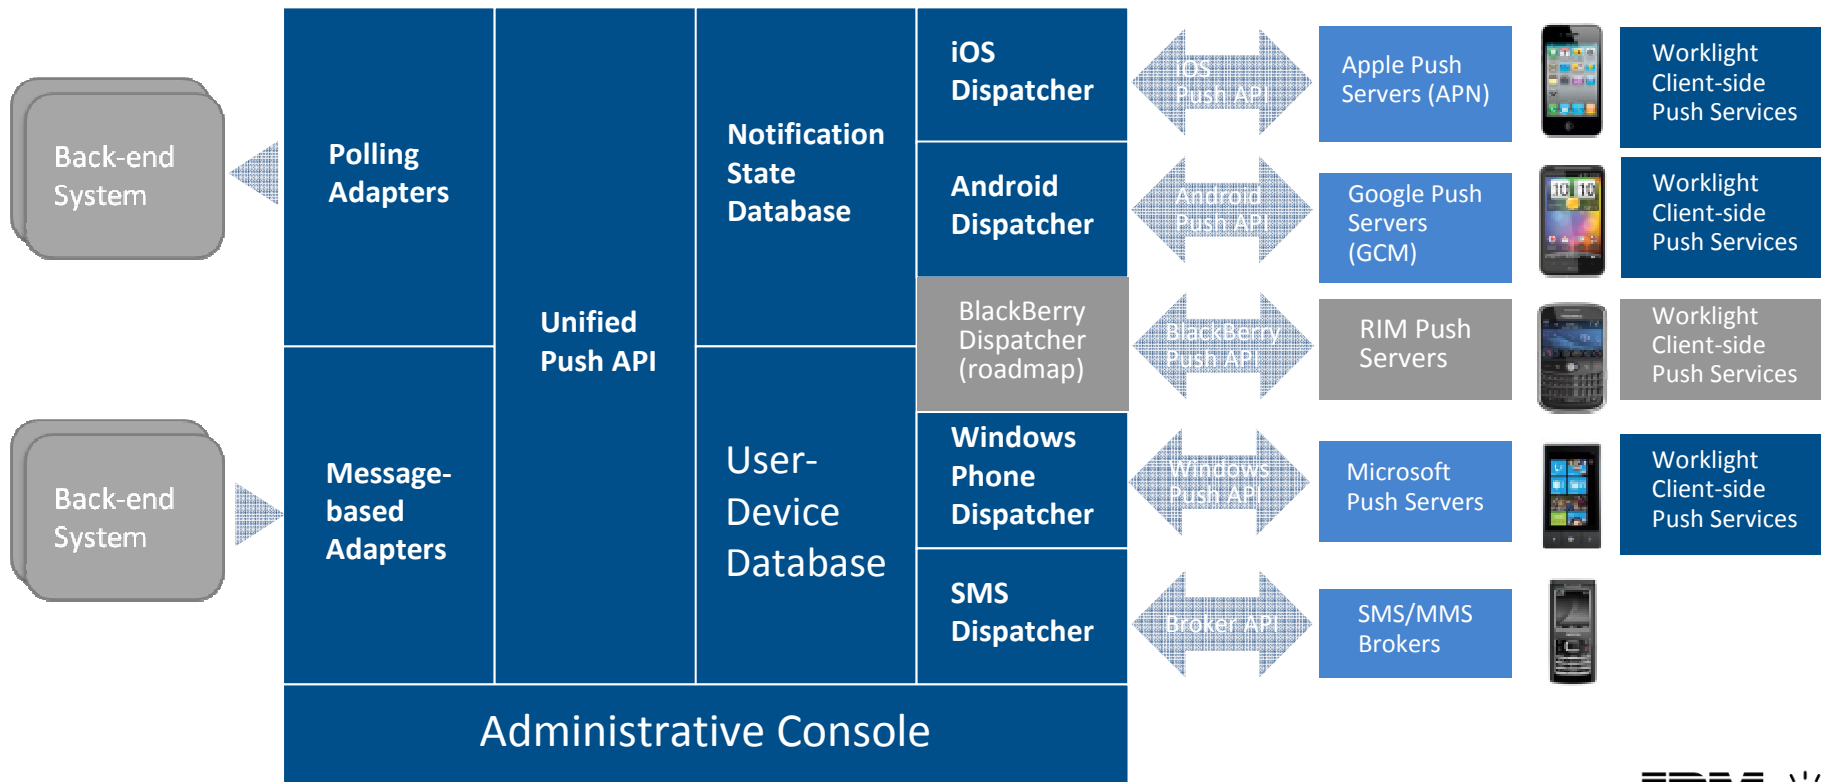 Back-end
System
Back-end
System
Polling
Adapters
Message-
based
Adapters
Unified
Push API
Notification
State
Database
User-
Device
Database
iOS
Dispatcher
Android
Dispatcher
BlackBerry
Dispatcher
(roadmap)
Windows
Phone
Dispatcher
SMS
Dispatcher
Administrative Console
iOS
Push API
Android
Push API
BlackBerry
Push API
Windows
Push API
Broker API
Apple Push
Servers (APN)
Google Push
Servers
(GCM)
RIM Push
Servers
Microsoft
Push Servers
SMS/MMS
Brokers
10 10
Worklight
Client-side
Push Services
Worklight
Client-side
Push Services
Worklight
Client-side
Push Services
Worklight
Client-side
Push Services